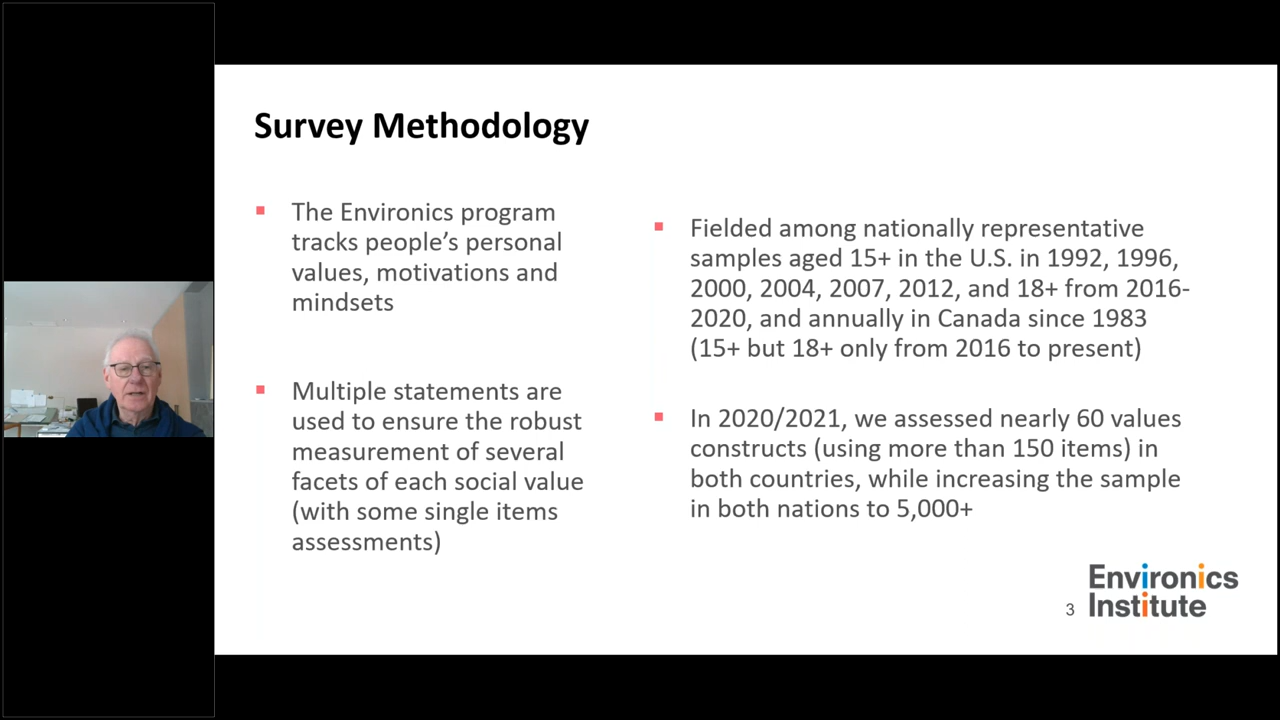 Survey Methodology
▪ The Environics program
tracks people’s personal
values, motivations and
mindsets
▪ Multiple statements are
used to ensure the robust
measurement of several
facets of each social value
(with some single items
assessments)
▪ Fielded among nationally representative
samples aged 15+ in the U.S. in 1992, 1996,
2000, 2004, 2007, 2012, and 18+ from 2016-
2020, and annually in Canada since 1983
(15+ but 18+ only from 2016 to present)
▪ In 2020/2021, we assessed nearly 60 values
constructs (using more than 150 items) in
both countries, while increasing the sample
in both nations to 5,000+
3
Environics
Institute